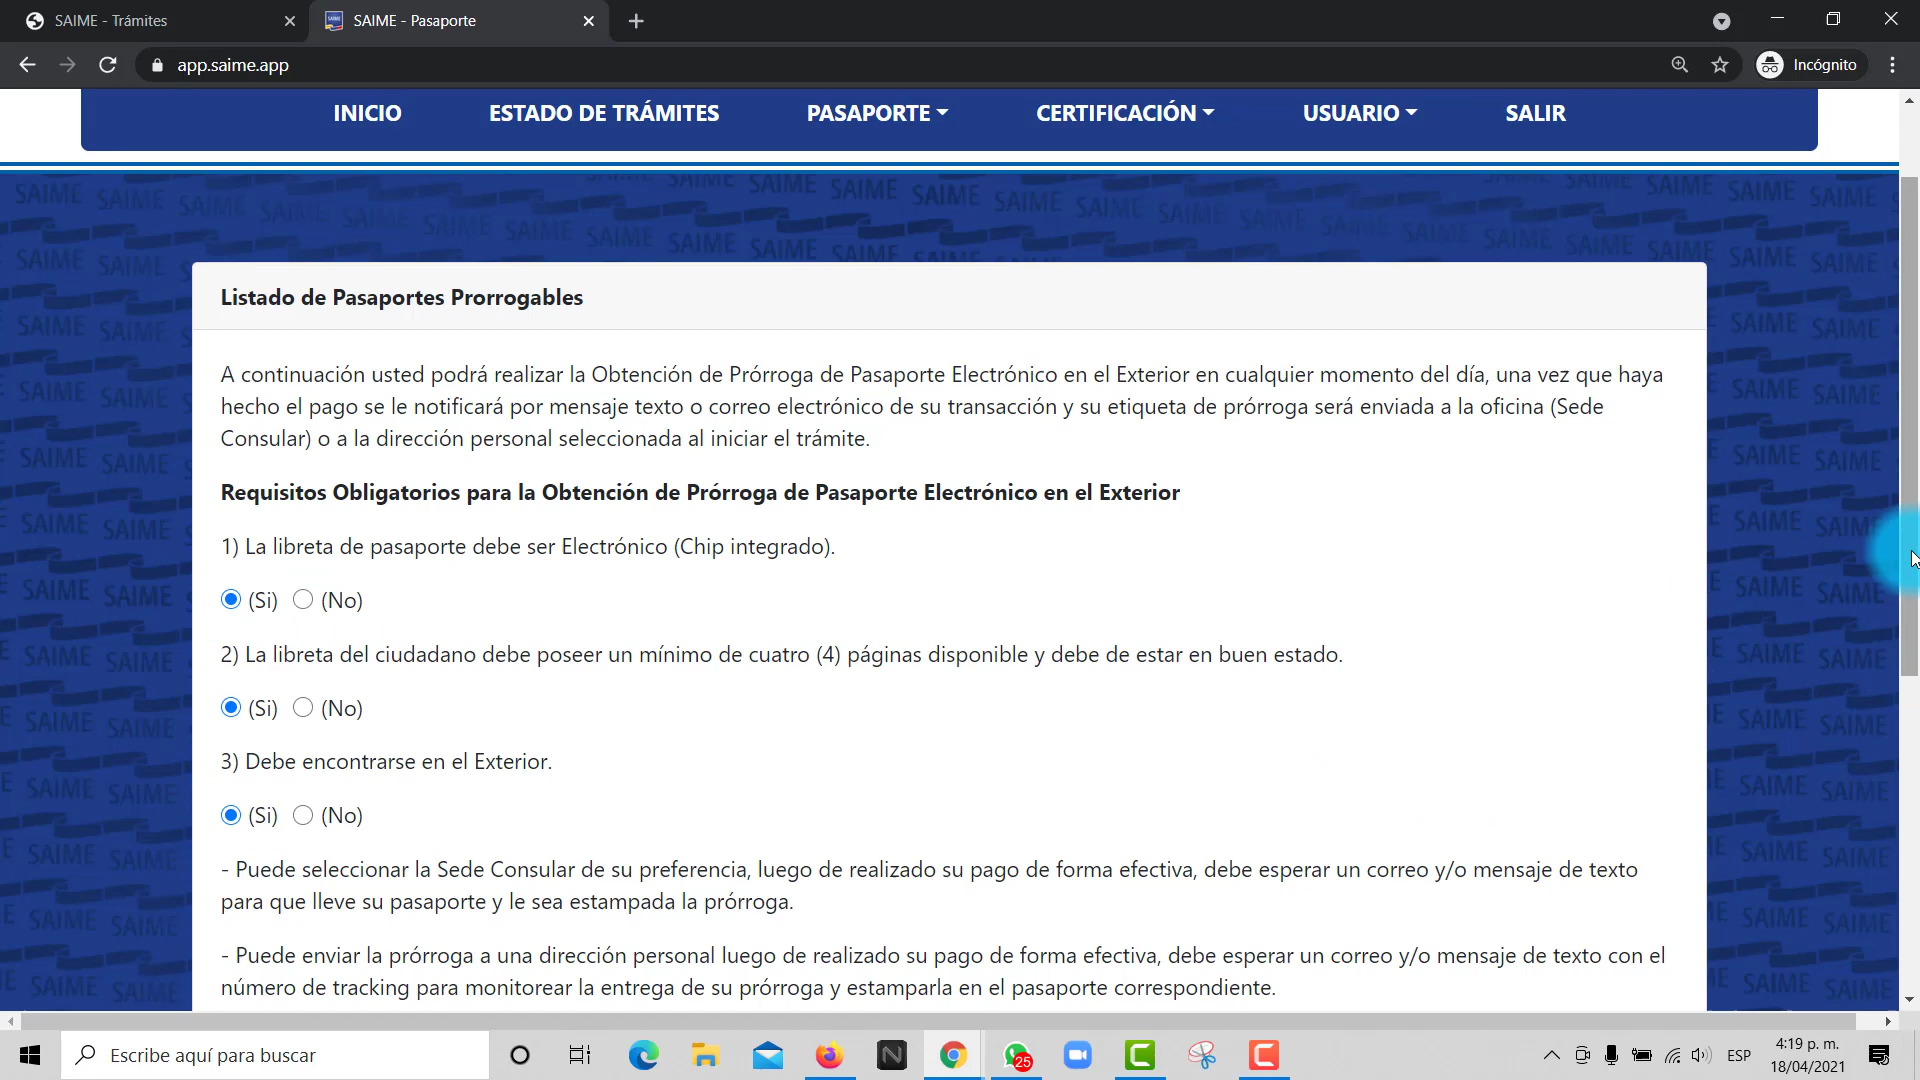 SAIME - Trámites
SAIME - Pasaporte
app.saime.app
Incógnito
INICIO
ESTADO DE TRÁMITES
PASAPORTE
CERTIFICACIÓN
USUARIO
SALIR
Listado de Pasaportes Prorrogables
A continuación usted podrá realizar la Obtención de Prórroga de Pasaporte Electrónico en el Exterior en cualquier momento del día, una vez que haya
hecho el pago se le notificará por mensaje texto o correo electrónico de su transacción y su etiqueta de prórroga será enviada a la oficina (Sede
Consular) o a la dirección personal seleccionada al iniciar el trámite.
Requisitos Obligatorios para la Obtención de Prórroga de Pasaporte Electrónico en el Exterior
1) La libreta de pasaporte debe ser Electrónico (Chip integrado).
(Si) (No)
2) La libreta del ciudadano debe poseer un mínimo de cuatro (4) páginas disponible y debe de estar en buen estado.
(Si) (No)
3) Debe encontrarse en el Exterior.
(Si) (No)
- Puede seleccionar la Sede Consular de su preferencia, luego de realizado su pago de forma efectiva, debe esperar un correo y/o mensaje de texto
para que lleve su pasaporte y le sea estampada la prórroga.
- Puede enviar la prórroga a una dirección personal luego de realizado su pago de forma efectiva, debe esperar un correo y/o mensaje de texto con el
número de tracking para monitorear la entrega de su prórroga y estamparla en el pasaporte correspondiente.
Escribe aquí para buscar
25
ESP
4:19 p. m.
18/04/2021